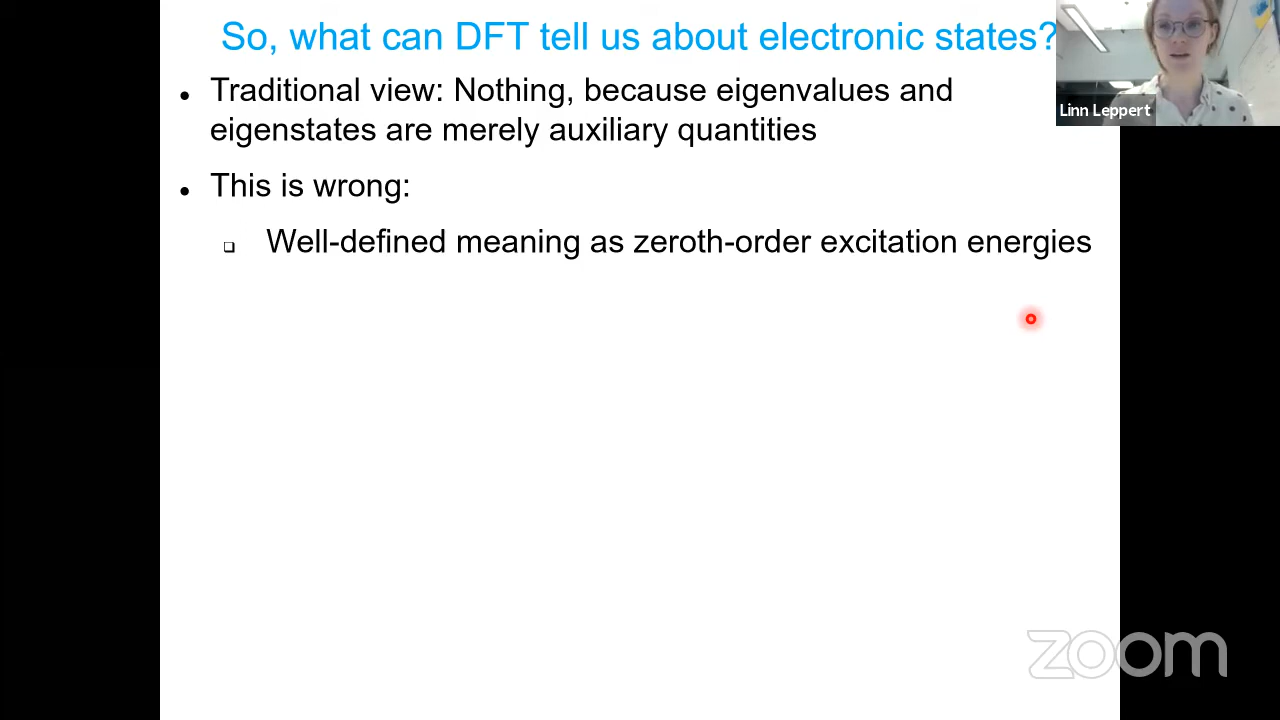 So, what can DFT tell us about electronic states?
Linn Leppert
Traditional view: Nothing, because eigenvalues and
eigenstates are merely auxiliary quantities
This is wrong:
Well-defined meaning as zeroth-order excitation energies
zoom